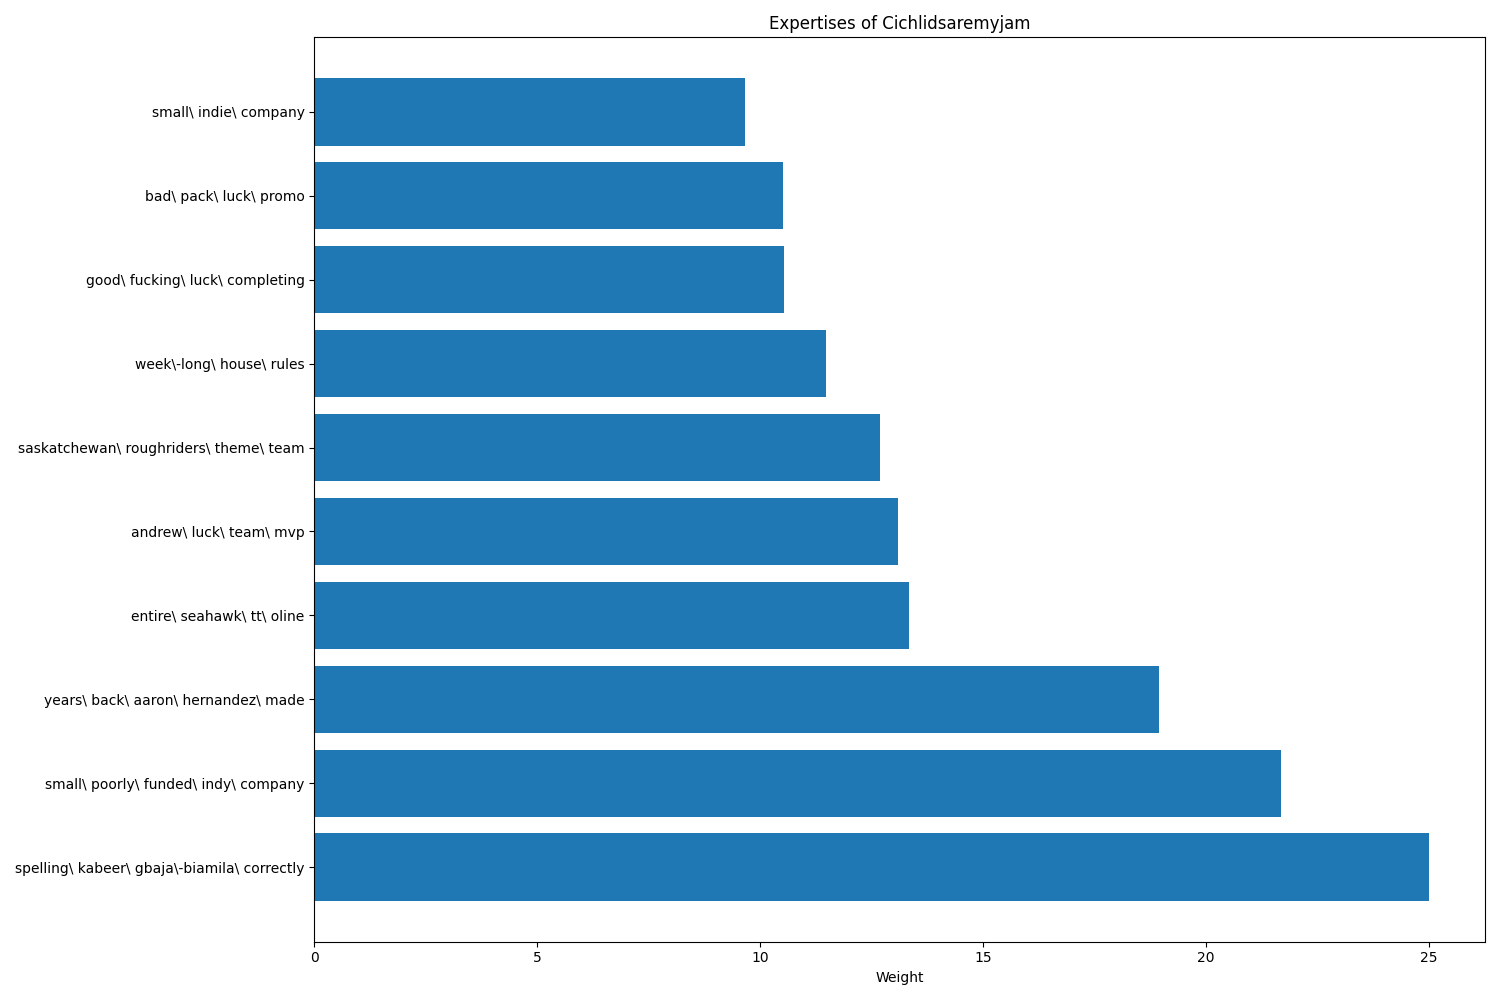 Expertises of Cichlidsaremyjam
small\ indie\ company
bad\ pack\ luck\ promo
good\ fucking\ luck\ completing
week\-long\ house\ rules
saskatchewan\ roughriders\ theme\ team
andrew\ luck\ team\ mvp
entire\ seahawk\ tt\ oline
years\ back\ aaron\ hernandez\ made
small\ poorly\ funded\ indy\ company
spelling\ kabeer\ gbaja\-biamila\ correctly
0 5 10 15 20 25
Weight